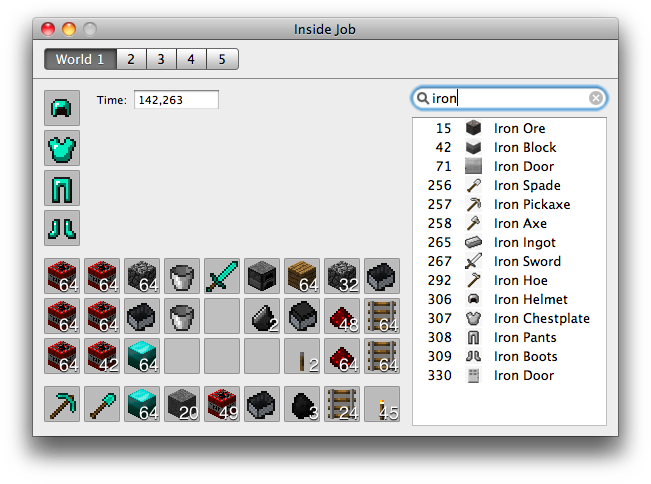 Inside Job
World 1 2 3 4 5
Time: 142,263
iron
15 Iron Ore
42 Iron Block
71 Iron Door
256 Iron Spade
257 Iron Pickaxe
258 Iron Axe
265 Iron Ingot
267 Iron Sword
292 Iron Hoe
306 Iron Helmet
307 Iron Chestplate
308 Iron Pants
309 Iron Boots
330 Iron Door
64 64 64 64 32
64 64 2 48 64
64 42 64 2 64 64
64 20 49 3 24 45